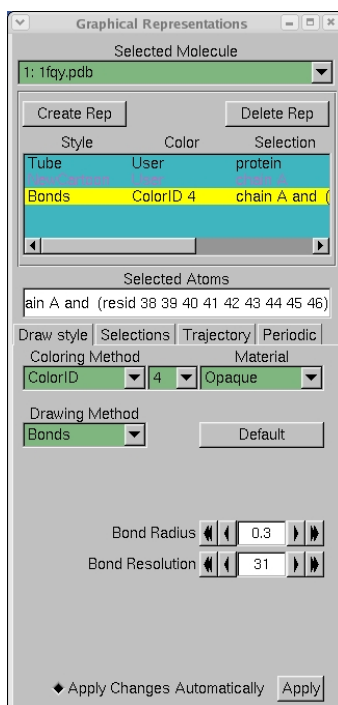 Graphical Representations
Selected Molecule
1: 1fqy.pdb
Create Rep Delete Rep
Style Color Selection
Tube User protein
NewCartoon User chain A
Bonds ColorID 4 chain A and (
Selected Atoms
ain A and (resid 38 39 40 41 42 43 44 45 46)
Draw style Selections Trajectory Periodic
Coloring Method Material
ColorID 4 Opaque
Drawing Method
Bonds Default
Bond Radius 0.3
Bond Resolution 31
Apply Changes Automatically Apply